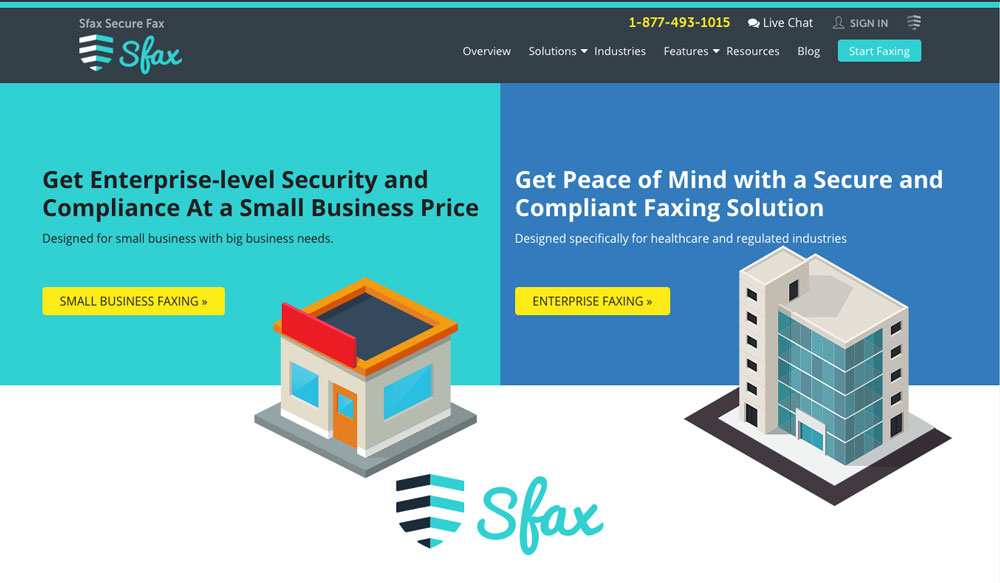 Sfax Secure Fax
1-877-493-1015
Live Chat
SIGN IN
Sfax
Overview
Solutions
Industries
Features
Resources
Blog
Start Faxing
Get Enterprise-level Security and
Compliance At a Small Business Price
Designed for small business with big business needs.
SMALL BUSINESS FAXING »
Get Peace of Mind with a Secure and
Compliant Faxing Solution
Designed specifically for healthcare and regulated industries
ENTERPRISE FAXING »
Sfax